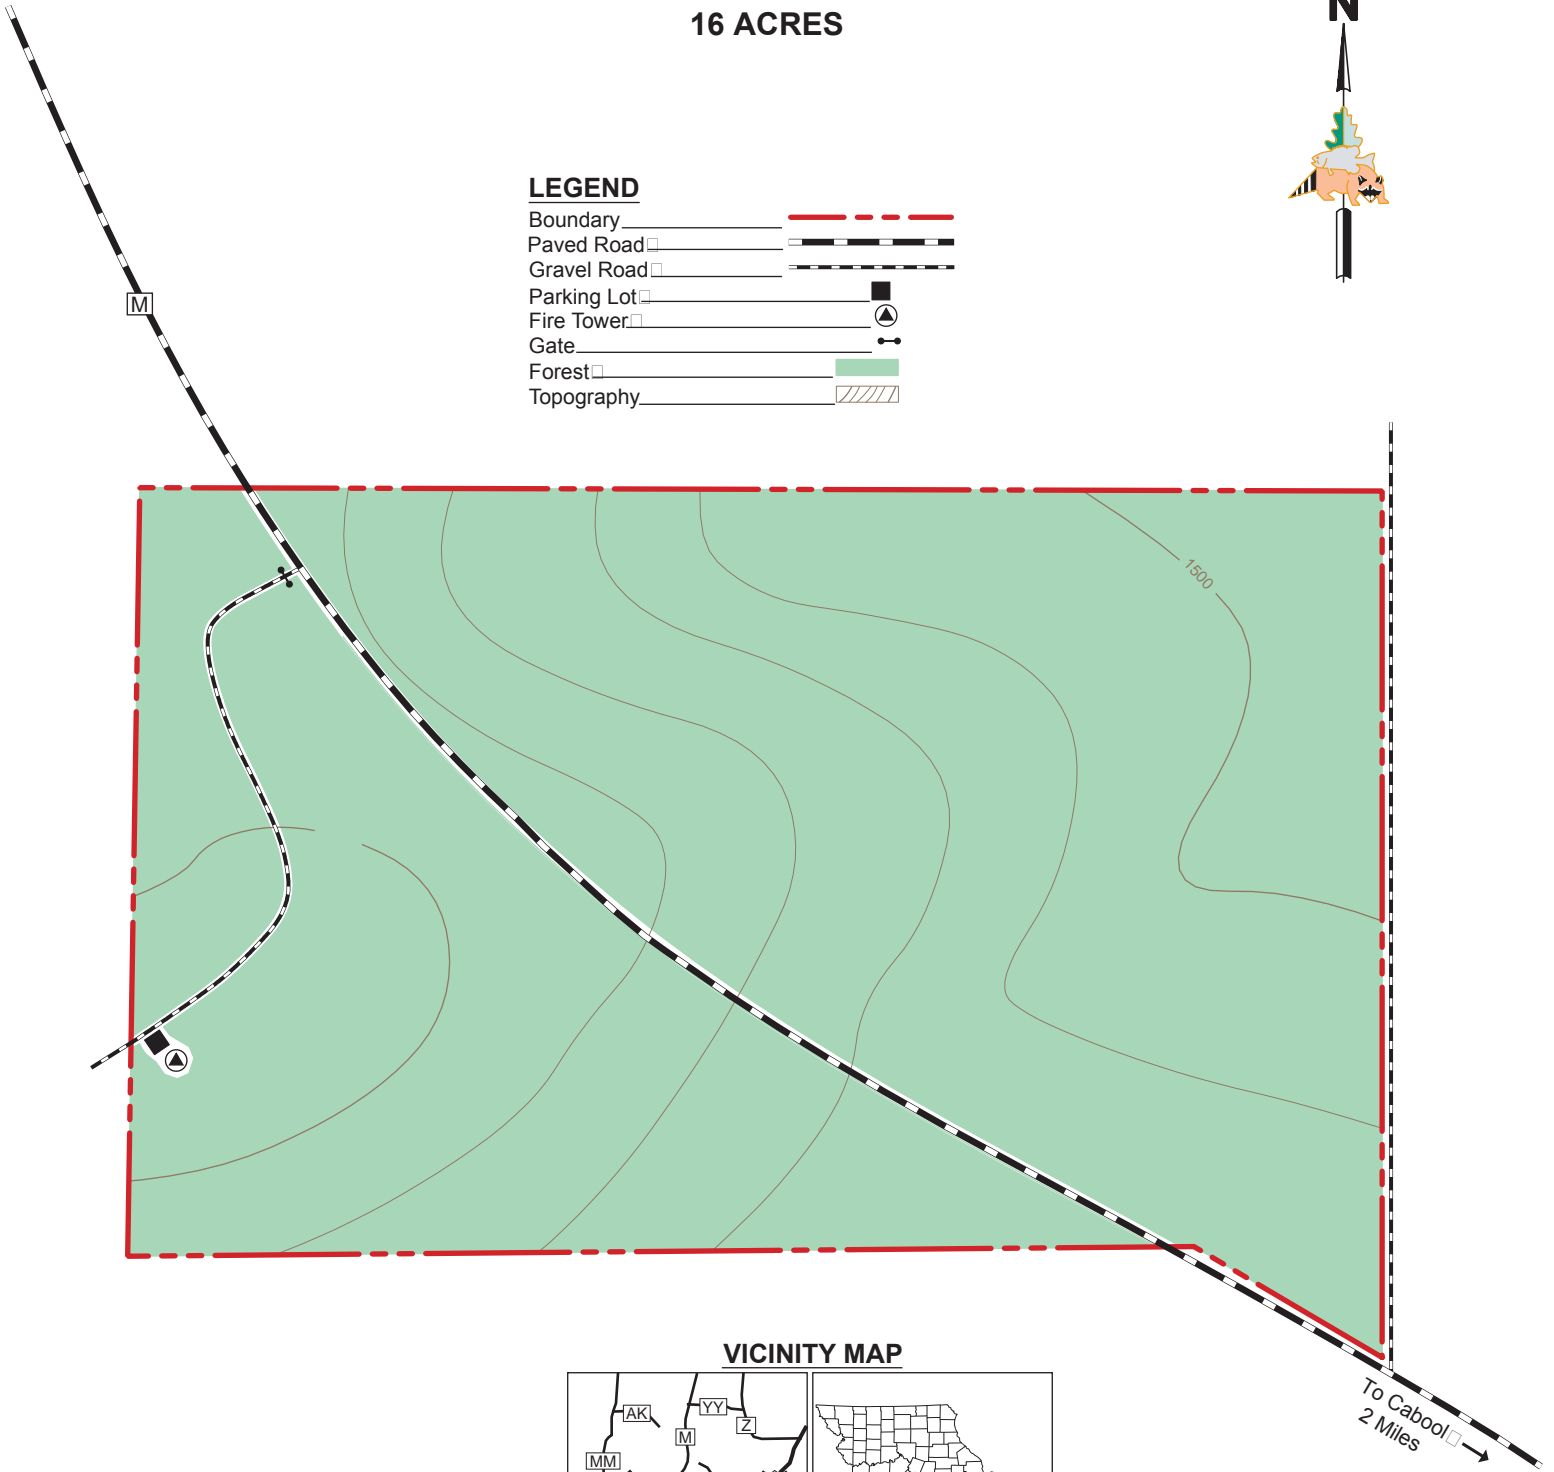 16 ACRES
N
LEGEND
Boundary
Paved Road
Gravel Road
Parking Lot
Fire Tower
Gate
Forest
Topography
M
1500
VICINITY MAP
AK
YY
Z
M
MM
To Cabool
2 Miles